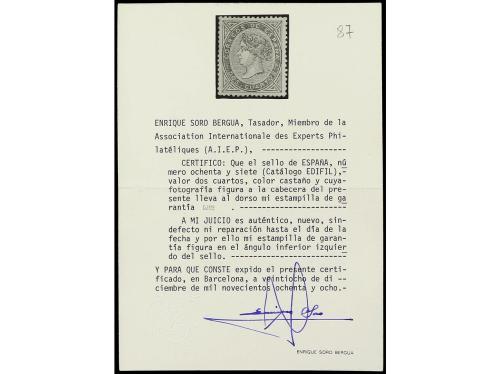 87
CORREOS DE ESPAÑA
ENRIQUE SORO BERGUA, Tasador, Miembro de la
Association Internationale des Experts Phi-
latéliques (A.I.E.P.), -----------------
CERTIFICO: Que el sello de ESPAÑA, nú
mero ochenta y siete (Catálogo EDIFIL),-
valor dos cuartos, color castaño y cuya-
fotografía figura a la cabecera del pre-
sente lleva al dorso mi estampilla de ga
rantía . --------------------
A MI JUICIO es auténtico, nuevo, sin-
defecto ni reparación hasta el día de la
fecha y por ello mi estampilla de garan-
tía figura en el ángulo inferior izquier
do del sello. --------------------
Y PARA QUE CONSTE expido el presente certi-
ficado, en Barcelona, a veintiocho de di --
ciembre de mil novecientos ochenta y ocho.-
ENRIQUE SORO BERGUA